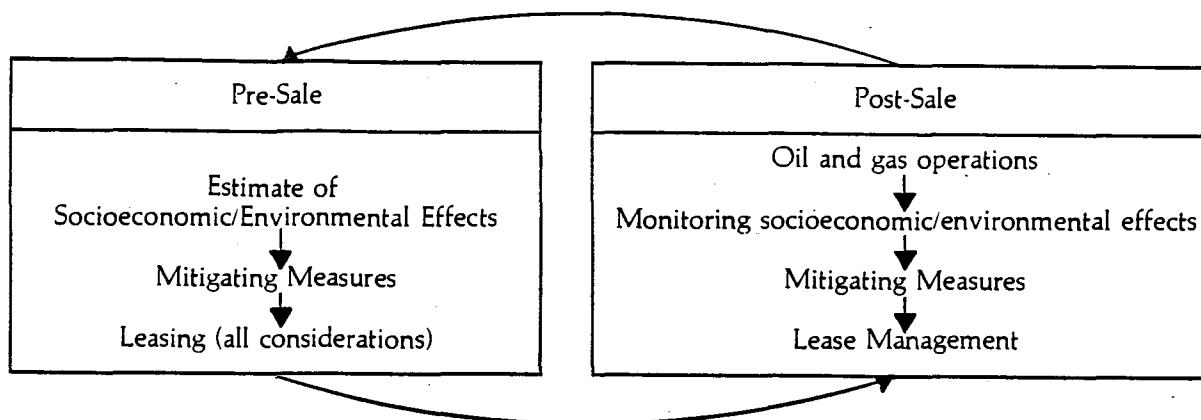 Pre-Sale
Estimate of
Socioeconomic/Environmental Effects
Mitigating Measures
Leasing (all considerations)
Post-Sale
Oil and gas operations
Monitoring socioeconomic/environmental effects
Mitigating Measures
Lease Management